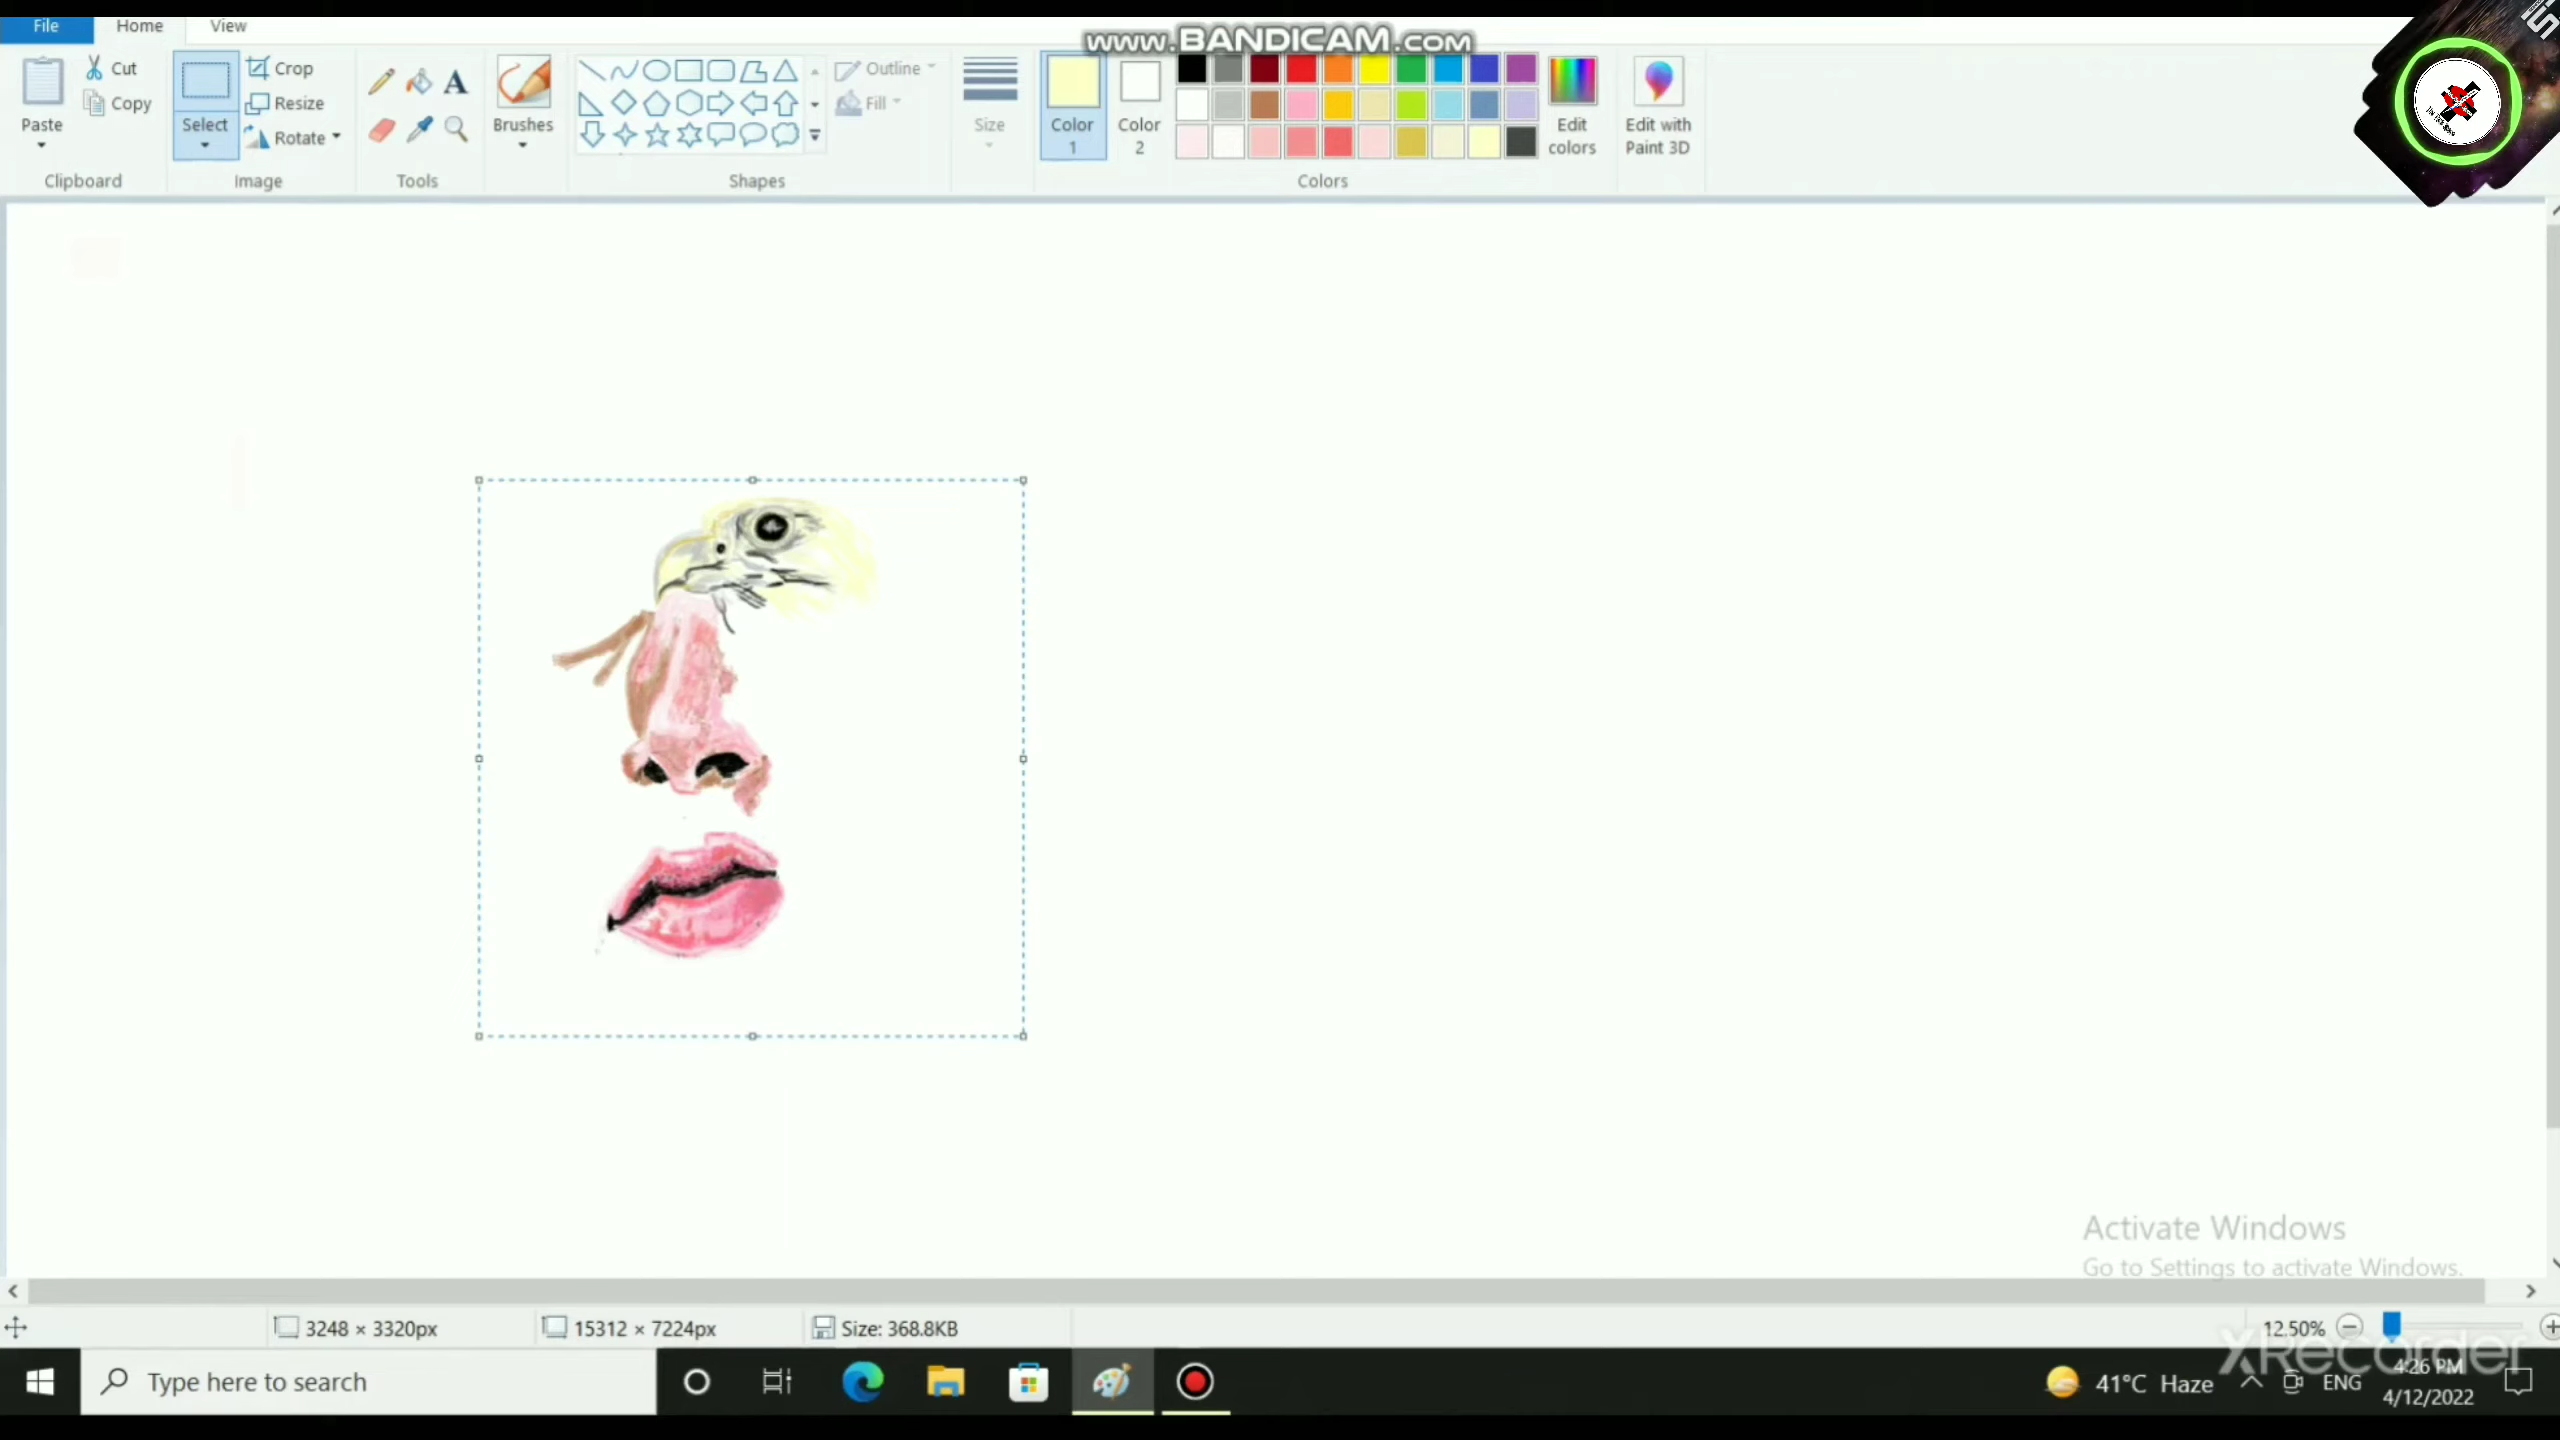 File Home View
www.BANDICAM.com
Paste
Cut
Copy
Clipboard
Select
Crop
Resize
Rotate
Image
A
Tools
Brushes
Shapes
Outline
Fill
Size
Color
1
Color
2
Colors
Edit
colors
Edit with
Paint 3D
Activate Windows
Go to Settings to activate Windows.
3248 × 3320px
15312 × 7224px
Size: 368.8KB
12.50%
XRecorder
Type here to search
41°C Haze
ENG
4:26 PM
4/12/2022